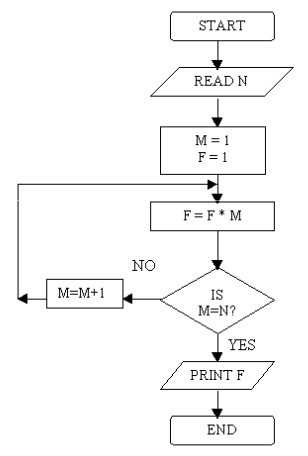 START
READ N
M = 1
F = 1
F = F * M
NO
M=M+1
IS
M=N?
YES
PRINT F
END